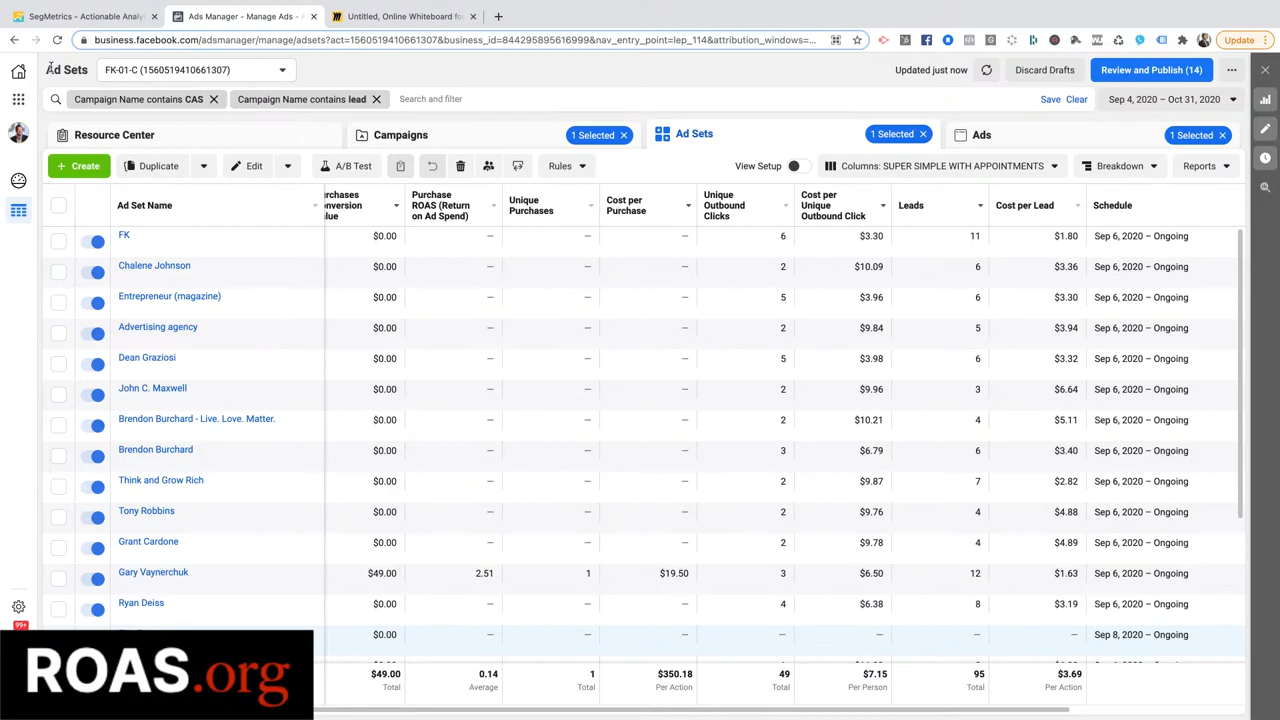 SegMetrics - Actionable Analyt
Ads Manager - Manage Ads - A
Untitled, Online Whiteboard for
business.facebook.com/adsmanager/manage/adsets?act=1560519410661307&business_id=844295895616999&nav_entry_point=lep_114&attribution_windows=...
Update
Ad Sets
FK-01-C (1560519410661307)
Updated just now
Discard Drafts
Review and Publish (14)
Campaign Name contains CAS
Campaign Name contains lead
Search and filter
Save Clear
Sep 4, 2020 – Oct 31, 2020
Resource Center
Campaigns
1 Selected
Ad Sets
1 Selected
Ads
1 Selected
+ Create
Duplicate
Edit
A/B Test
Rules
View Setup
Columns: SUPER SIMPLE WITH APPOINTMENTS
Breakdown
Reports
Ad Set Name
urchases
onversion
alue
Purchase
ROAS (Return
on Ad Spend)
Unique
Purchases
Cost per
Purchase
Unique
Outbound
Clicks
Cost per
Unique
Outbound Click
Leads
Cost per Lead
Schedule
FK $0.00 — — — 6 $3.30 11 $1.80 Sep 6, 2020 – Ongoing
Chalene Johnson $0.00 — — — 2 $10.09 6 $3.36 Sep 6, 2020 – Ongoing
Entrepreneur (magazine) $0.00 — — — 5 $3.96 6 $3.30 Sep 6, 2020 – Ongoing
Advertising agency $0.00 — — — 2 $9.84 5 $3.94 Sep 6, 2020 – Ongoing
Dean Graziosi $0.00 — — — 5 $3.98 6 $3.32 Sep 6, 2020 – Ongoing
John C. Maxwell $0.00 — — — 2 $9.96 3 $6.64 Sep 6, 2020 – Ongoing
Brendon Burchard - Live. Love. Matter. $0.00 — — — 2 $10.21 4 $5.11 Sep 6, 2020 – Ongoing
Brendon Burchard $0.00 — — — 3 $6.79 6 $3.40 Sep 6, 2020 – Ongoing
Think and Grow Rich $0.00 — — — 2 $9.87 7 $2.82 Sep 6, 2020 – Ongoing
Tony Robbins $0.00 — — — 2 $9.76 4 $4.88 Sep 6, 2020 – Ongoing
Grant Cardone $0.00 — — — 2 $9.78 4 $4.89 Sep 6, 2020 – Ongoing
Gary Vaynerchuk $49.00 2.51 1 $19.50 3 $6.50 12 $1.63 Sep 6, 2020 – Ongoing
Ryan Deiss $0.00 — — — 4 $6.38 8 $3.19 Sep 6, 2020 – Ongoing
$0.00 — — — — — — — Sep 8, 2020 – Ongoing
99+
$49.00 0.14 1 $350.18 49 $7.15 95 $3.69
Total Average Total Per Action Total Per Person Total Per Action
ROAS.org